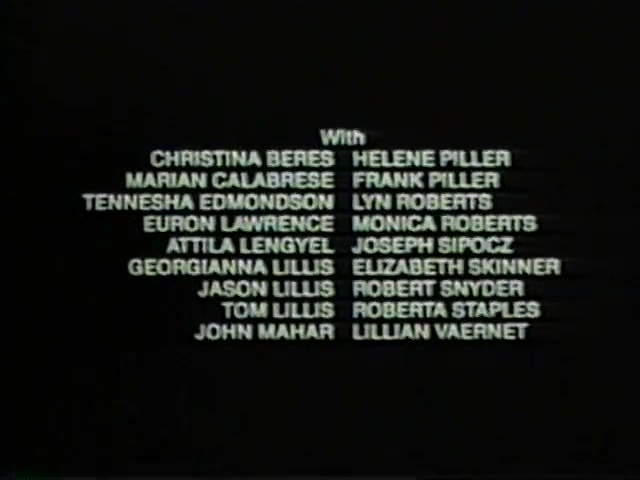 With
CHRISTINA BERES HELENE PILLER
MARIAN CALABRESE FRANK PILLER
TENNESHA EDMONDSON LYN ROBERTS
EURON LAWRENCE MONICA ROBERTS
ATTILA LENGYEL JOSEPH SIPOCZ
GEORGIANNA LILLIS ELIZABETH SKINNER
JASON LILLIS ROBERT SNYDER
TOM LILLIS ROBERTA STAPLES
JOHN MAHAR LILLIAN VAERNET